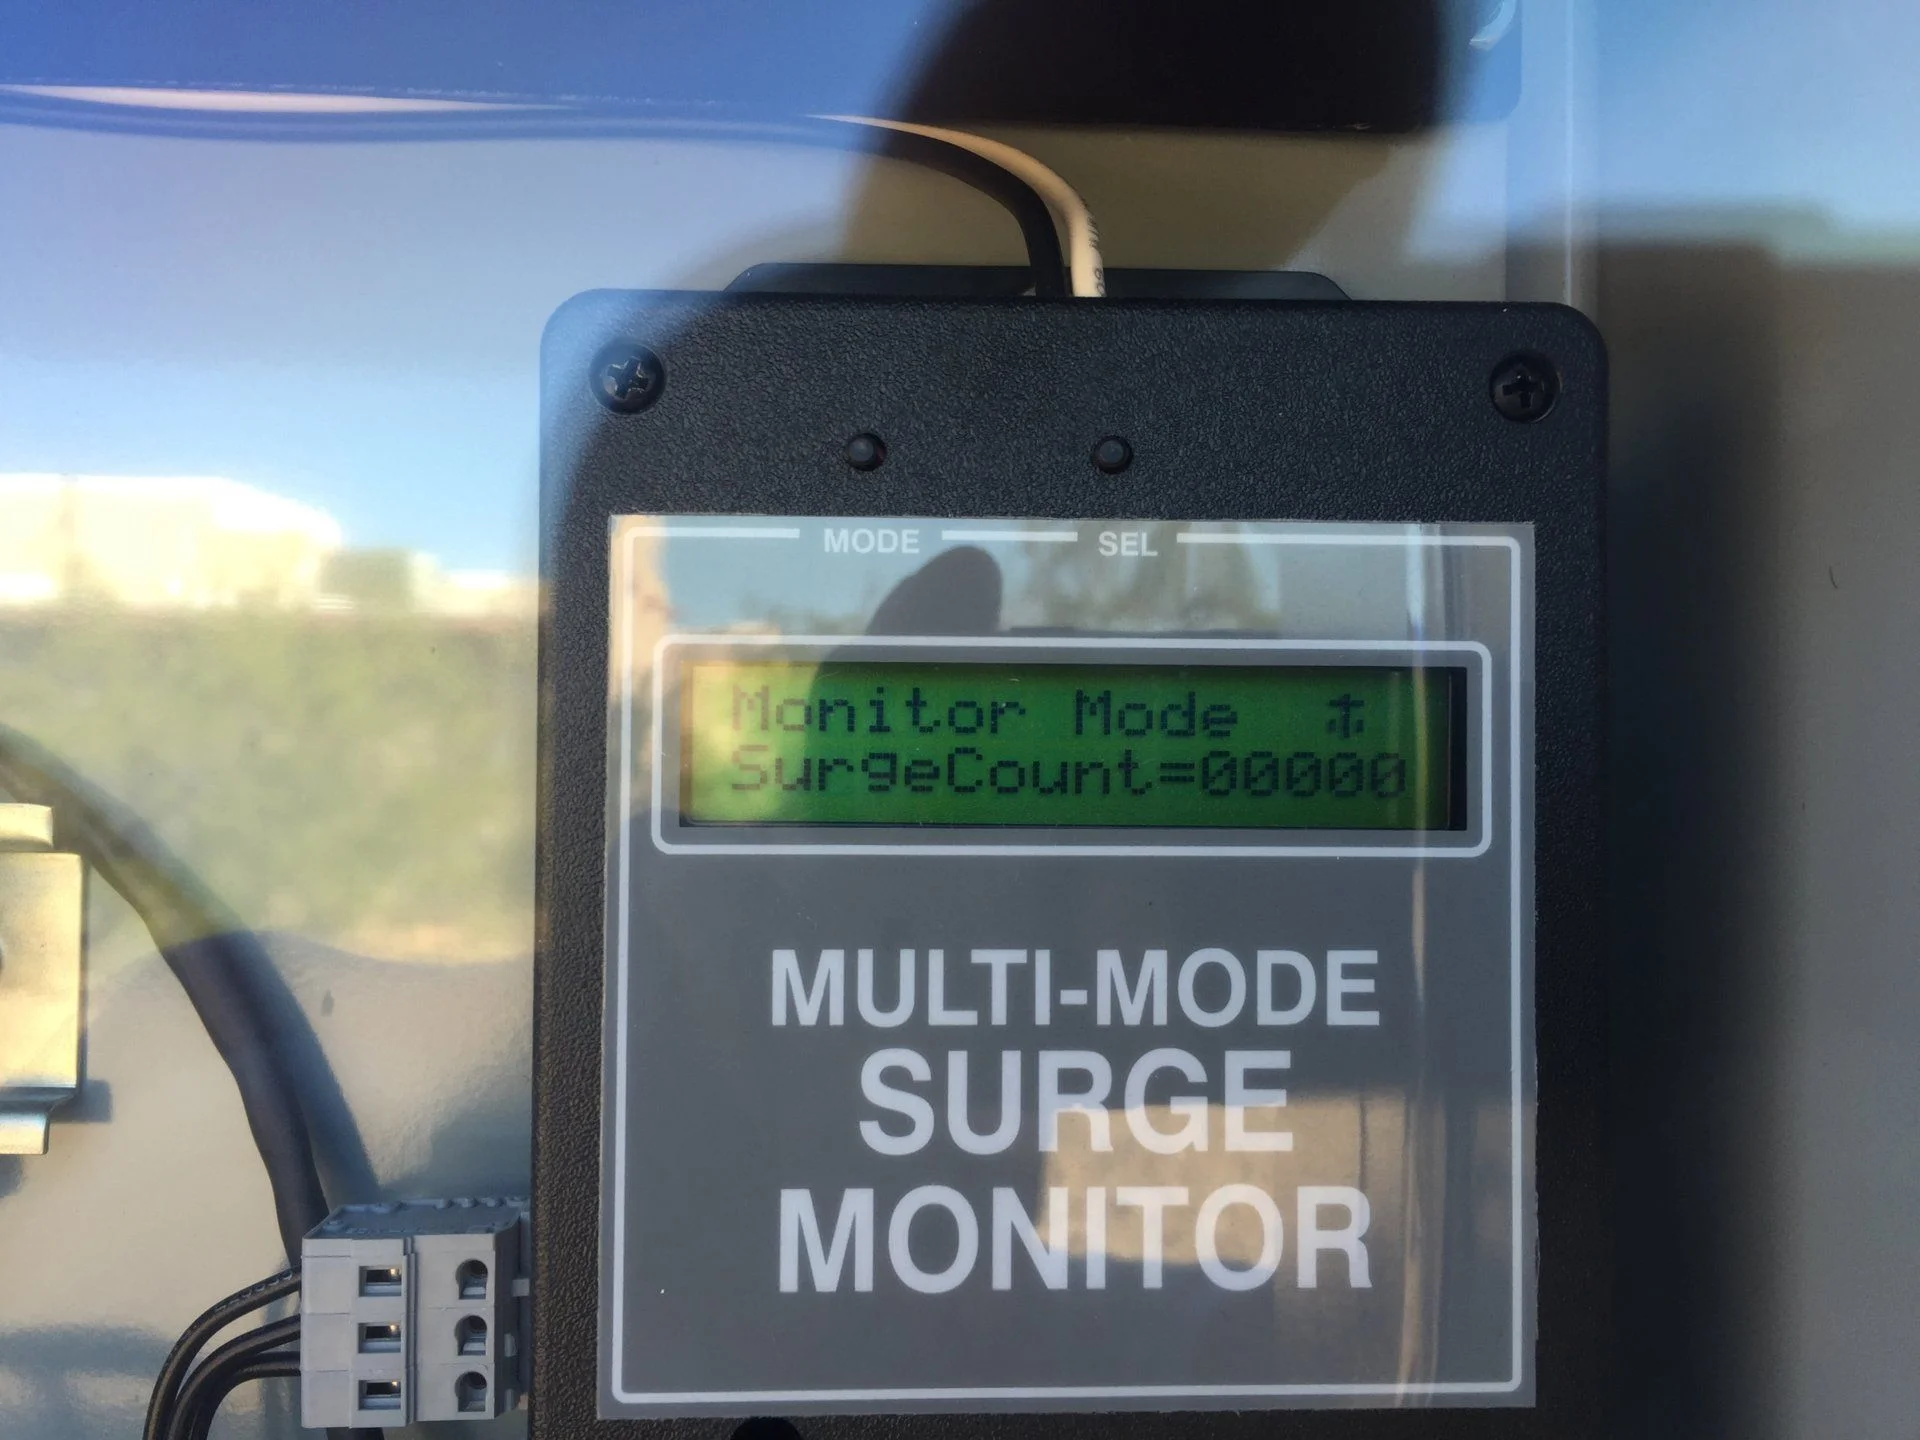 MODE SEL
Monitor Mode
SurgeCount=00000
MULTI-MODE
SURGE
MONITOR